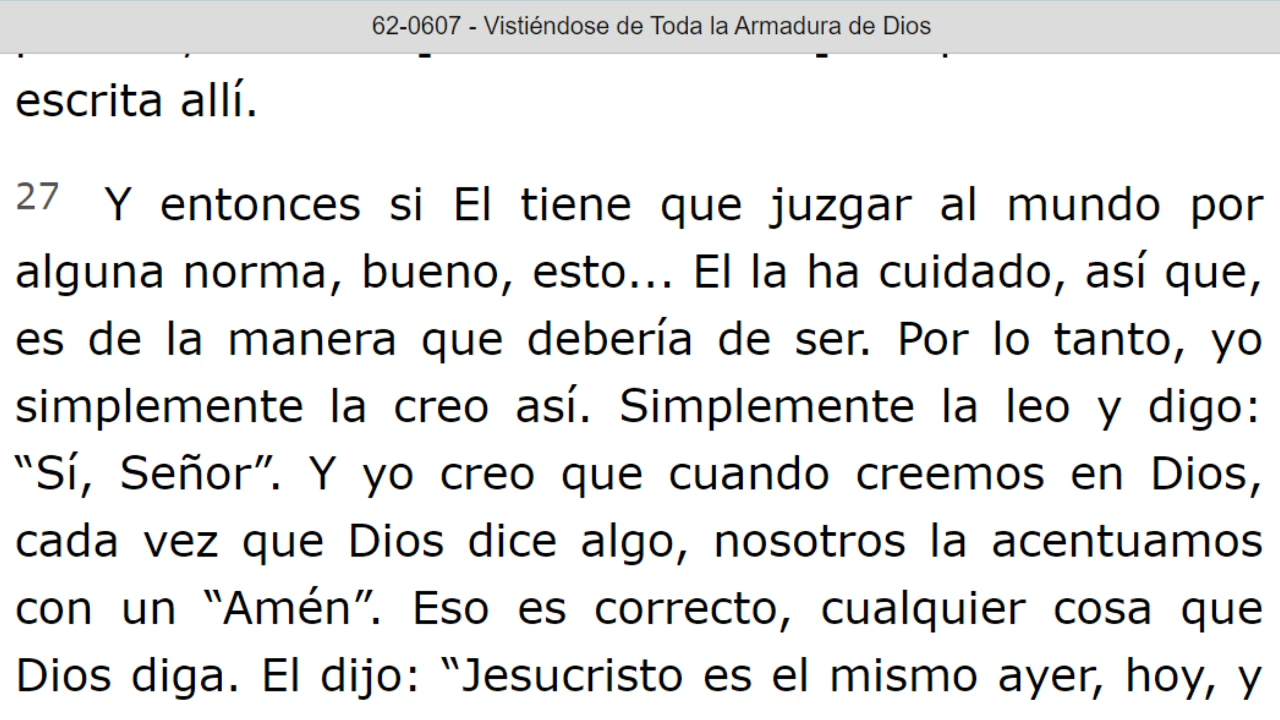 62-0607 - Vistiéndose de Toda la Armadura de Dios
escrita allí.
27 Y entonces si El tiene que juzgar al mundo por
alguna norma, bueno, esto... El la ha cuidado, así que,
es de la manera que debería de ser. Por lo tanto, yo
simplemente la creo así. Simplemente la leo y digo:
“Sí, Señor”. Y yo creo que cuando creemos en Dios,
cada vez que Dios dice algo, nosotros la acentuamos
con un “Amén”. Eso es correcto, cualquier cosa que
Dios diga. El dijo: “Jesucristo es el mismo ayer, hoy, y